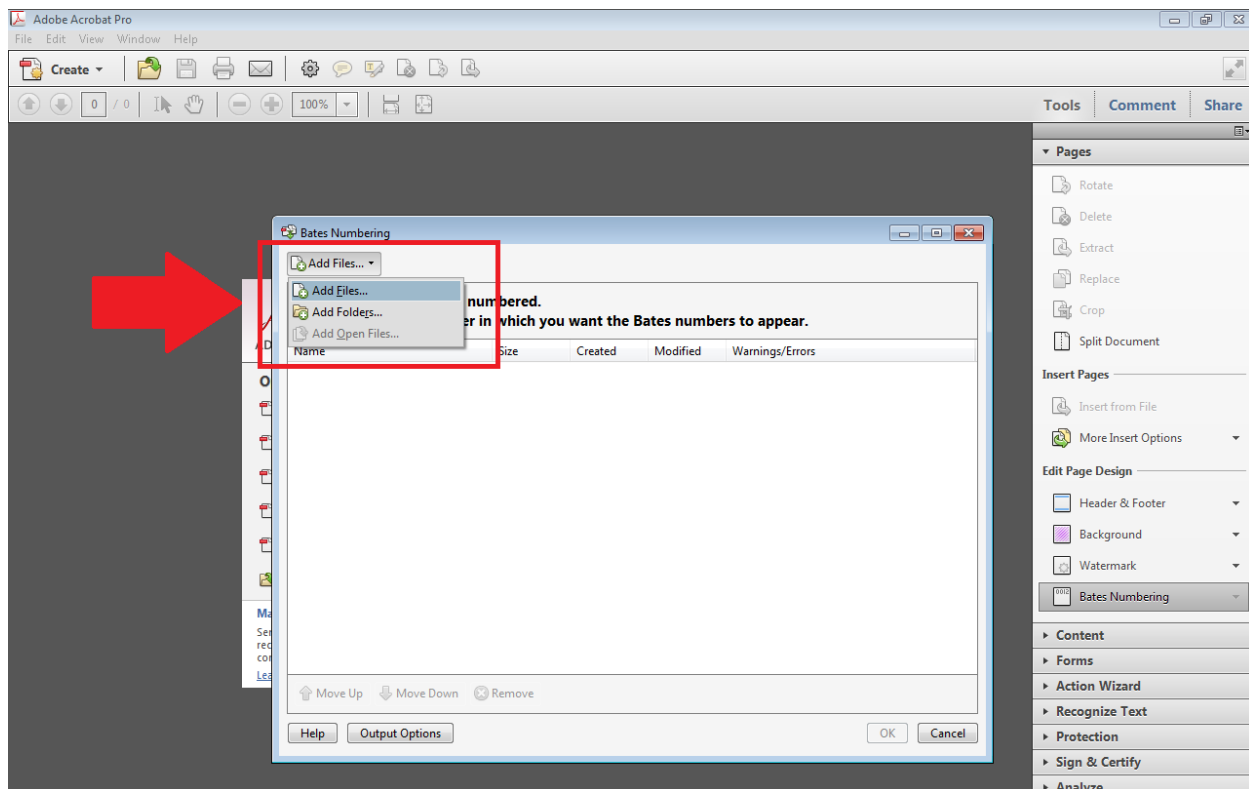 Adobe Acrobat Pro
File Edit View Window Help
Create
0 / 0 100% Tools Comment Share
Pages
Rotate
Delete
Extract
Replace
Crop
Split Document
Insert Pages
Insert from File
More Insert Options
Edit Page Design
Header & Footer
Background
Watermark
0012 Bates Numbering
Content
Forms
Action Wizard
Recognize Text
Protection
Sign & Certify
Analyze
Bates Numbering
Add Files...
Add Files...
Add Folders...
Add Open Files...
numbered.
in which you want the Bates numbers to appear.
Name Size Created Modified Warnings/Errors
Move Up Move Down Remove
Help Output Options OK Cancel